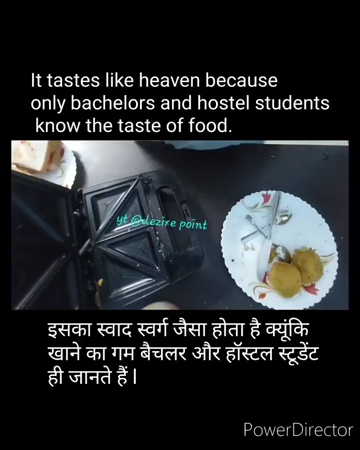 It tastes like heaven because
only bachelors and hostel students
know the taste of food.
yt @dezire point
इसका स्वाद स्वर्ग जैसा होता है क्यूंकि
खाने का गम बैचलर और हॉस्टल स्टूडेंट
ही जानते हैं l
PowerDirector